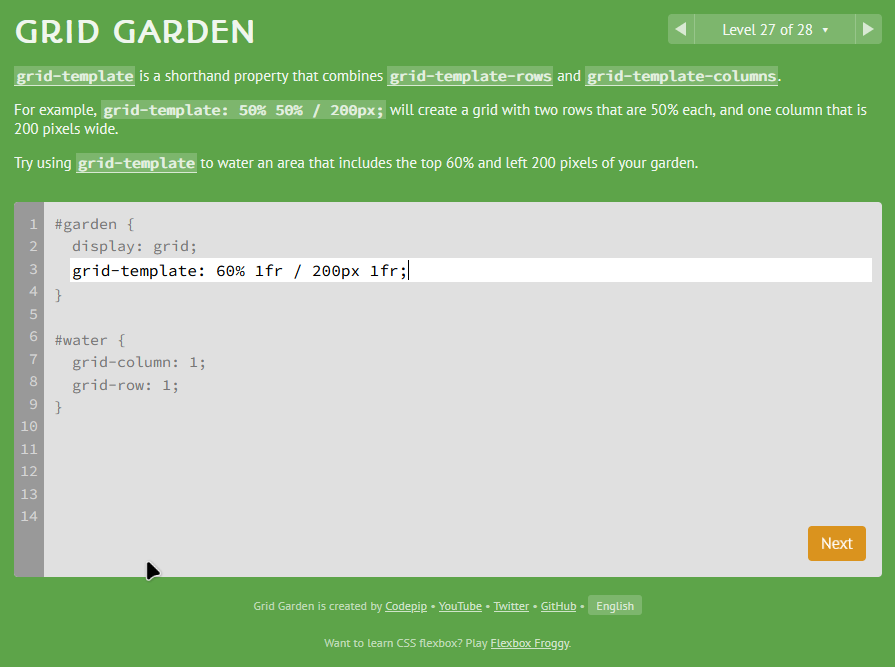 GRID GARDEN
Level 27 of 28 ▾
grid-template is a shorthand property that combines grid-template-rows and grid-template-columns.
For example, grid-template: 50% 50% / 200px; will create a grid with two rows that are 50% each, and one column that is
200 pixels wide.
Try using grid-template to water an area that includes the top 60% and left 200 pixels of your garden.
1 #garden {
2 display: grid;
3 grid-template: 60% 1fr / 200px 1fr;
4 }
5
6 #water {
7 grid-column: 1;
8 grid-row: 1;
9 }
10
11
12
13
14
Next
Grid Garden is created by Codepip • YouTube • Twitter • GitHub • English
Want to learn CSS flexbox? Play Flexbox Froggy.